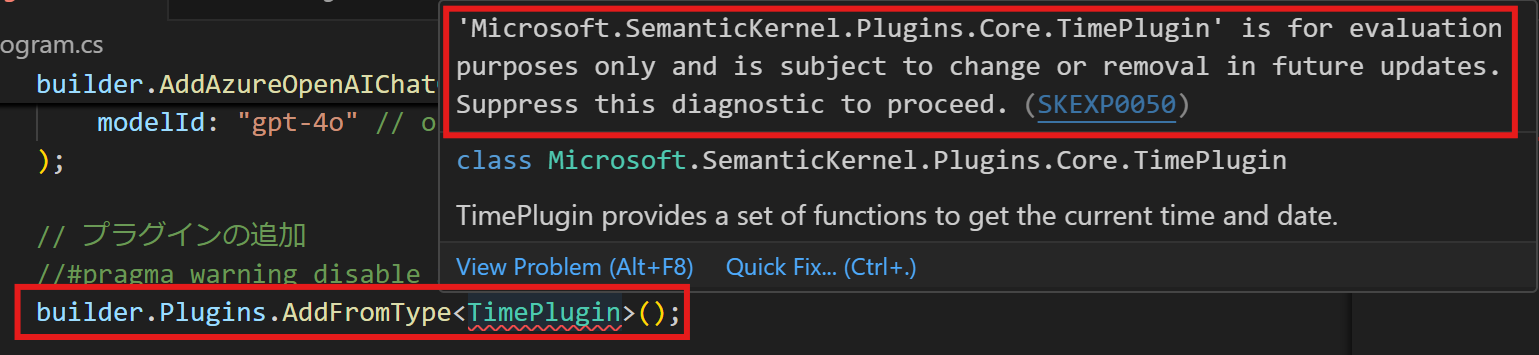 ogram.cs
builder.AddAzureOpenAIChat
modelId: "gpt-4o" // o
);
// プラグインの追加
//#pragma warning disable
builder.Plugins.AddFromType<TimePlugin>();
'Microsoft.SemanticKernel.Plugins.Core.TimePlugin' is for evaluation
purposes only and is subject to change or removal in future updates.
Suppress this diagnostic to proceed. (SKEXP0050)
class Microsoft.SemanticKernel.Plugins.Core.TimePlugin
TimePlugin provides a set of functions to get the current time and date.
View Problem (Alt+F8) Quick Fix... (Ctrl+.)